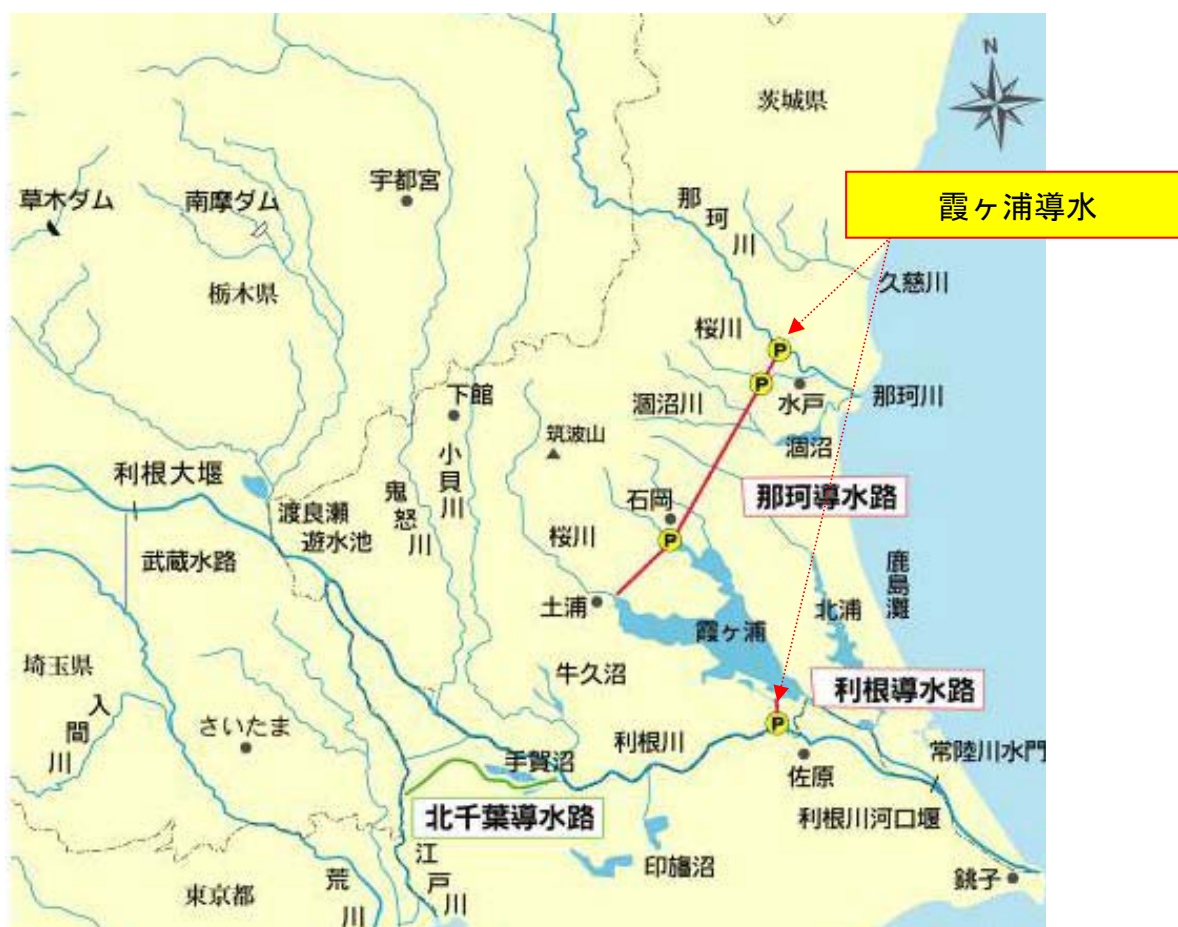 N
茨城県
霞ヶ浦導水
宇都宮
草木ダム
南摩ダム
那珂川
久慈川
栃木県
桜川
P
P
水戸
那珂川
下館
涸沼川
涸沼
筑波山
小貝川
利根大堰
鬼怒川
石岡
那珂導水路
渡良瀬
遊水池
桜川
P
武蔵水路
鹿島灘
土浦
北浦
霞ヶ浦
埼玉県
牛久沼
利根導水路
入間川
さいたま
利根川
P
手賀沼
佐原
常陸川水門
北千葉導水路
利根川河口堰
江戸川
印旛沼
東京都
荒川
銚子